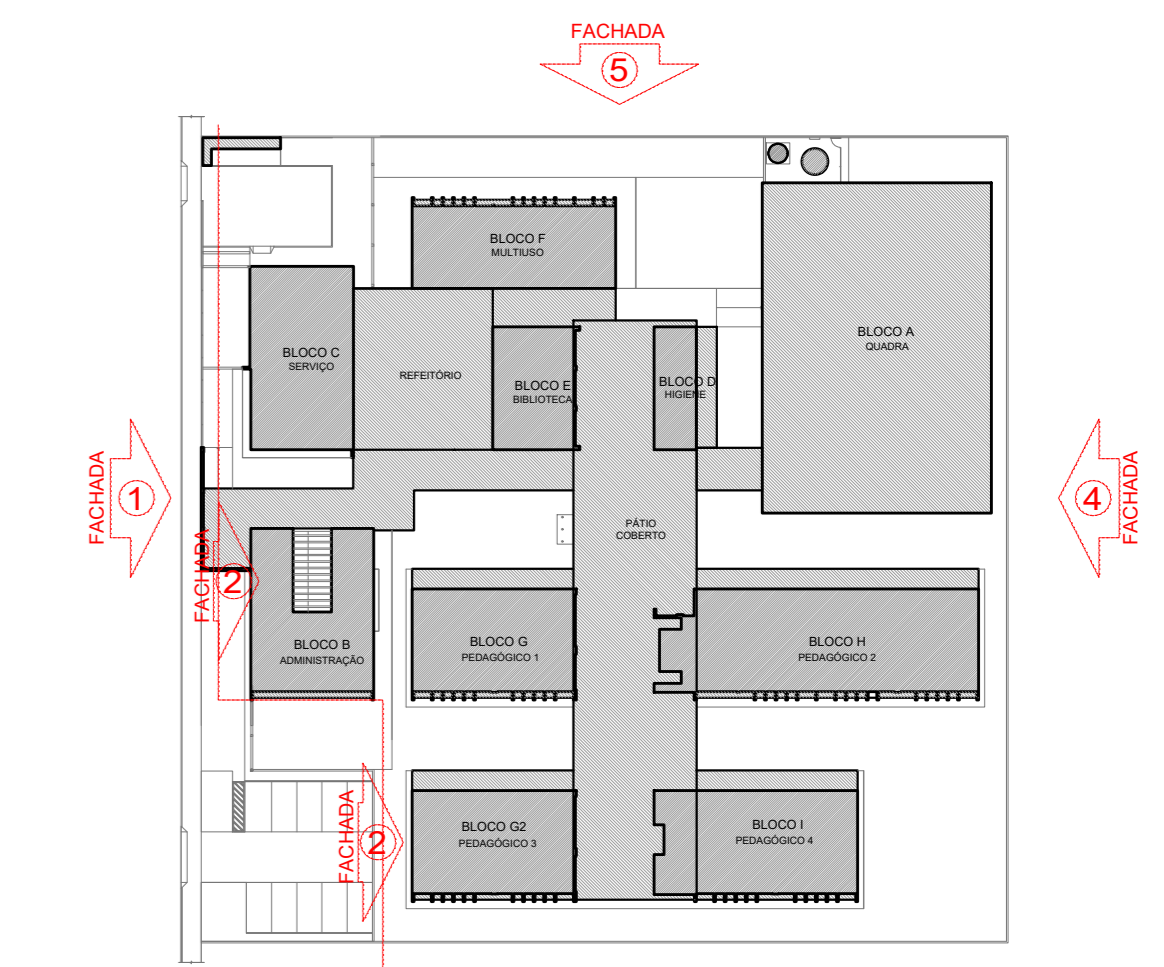 FACHADA
5
BLOCO F
MULTIUSO
BLOCO A
QUADRA
BLOCO C
SERVIÇO
REFEITÓRIO
BLOCO E
BIBLIOTECA
BLOCO D
HIGIENE
FACHADA
1
FACHADA
4
PÁTIO
COBERTO
FACHADA
2
BLOCO B
ADMINISTRAÇÃO
BLOCO G
PEDAGÓGICO 1
BLOCO H
PEDAGÓGICO 2
FACHADA
2
BLOCO G2
PEDAGÓGICO 3
BLOCO I
PEDAGÓGICO 4